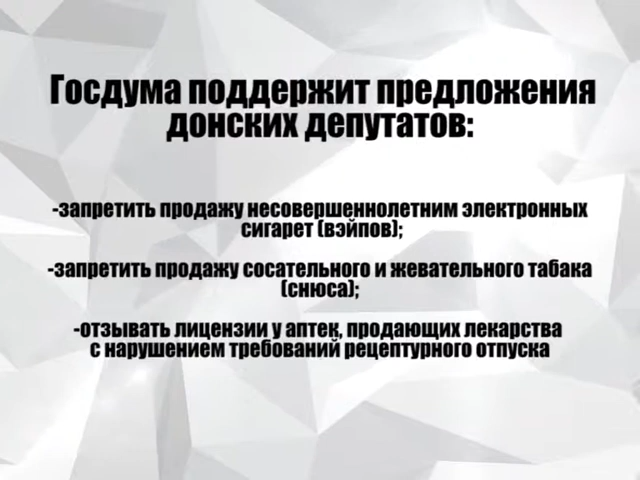 Госдума поддержит предложения
донских депутатов:
-запретить продажу несовершеннолетним электронных
сигарет (вэйпов);
-запретить продажу сосательного и жевательного табака
(снюса);
-отзывать лицензии у аптек, продающих лекарства
с нарушением требований рецептурного отпуска